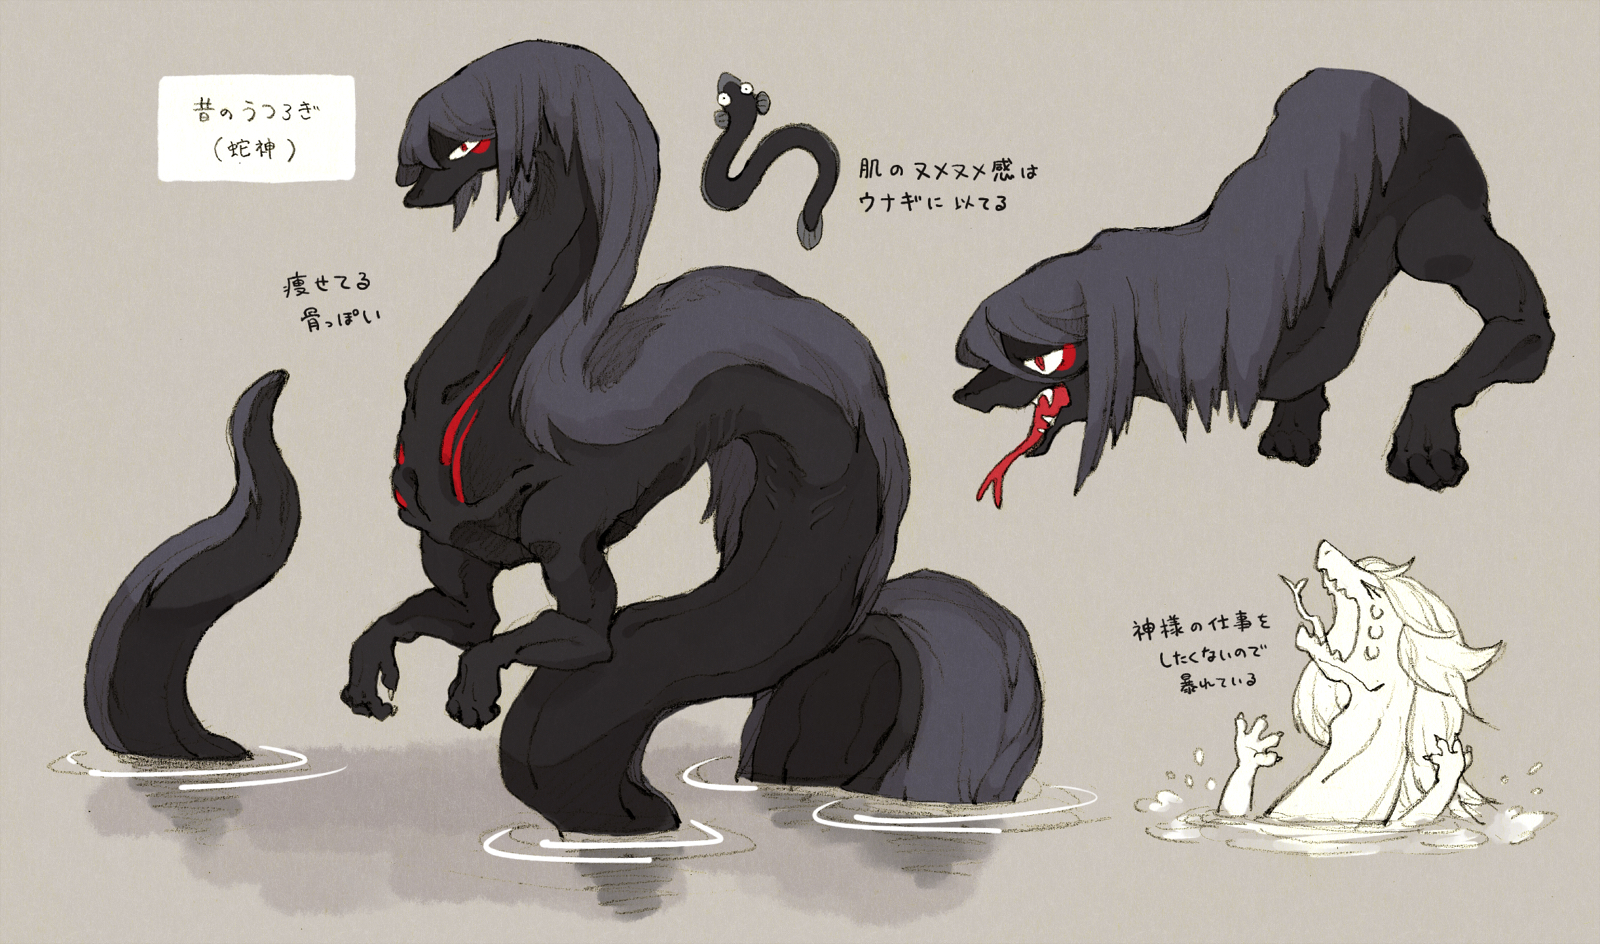 昔のうつろぎ
(蛇神)
肌のヌメヌメ感は
ウナギに似てる
痩せてる
骨っぽい
神様の仕事を
したくないので
暴れている